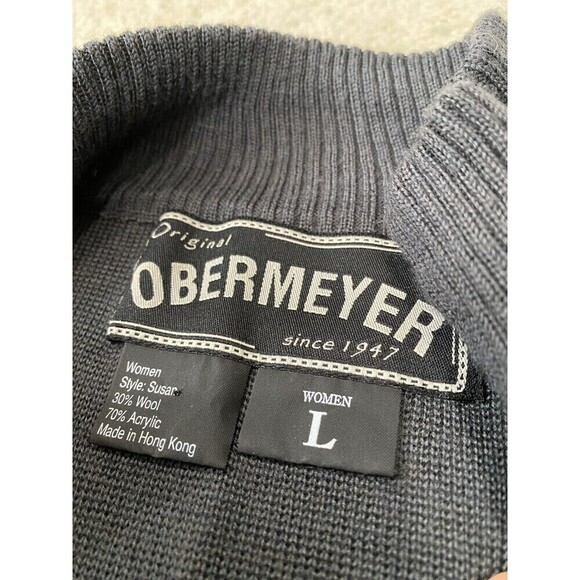 Original
OBERMEYER
since 1947
Women
Style: Susan
30% Wool
70% Acrylic
Made in Hong Kong
WOMEN
L